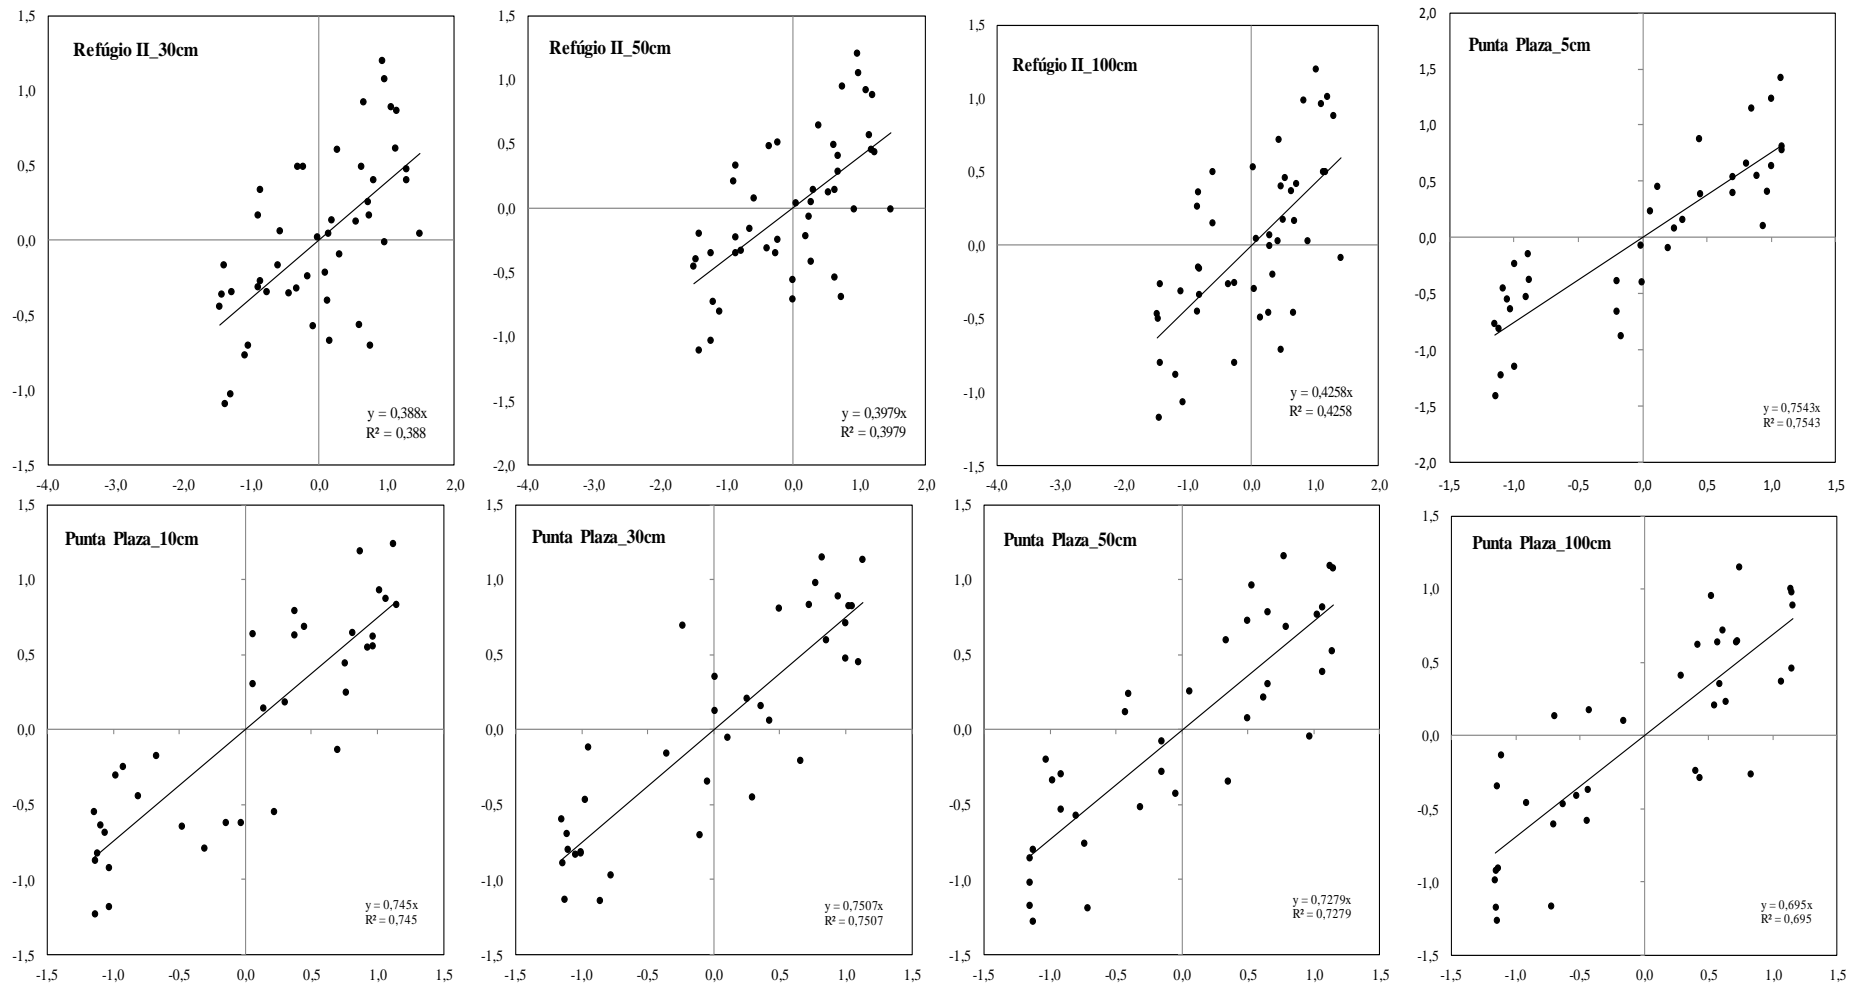 Refúgio II_30cm
1,5
1,0
0,5
0,0
-0,5
-1,0
-1,5
y = 0,388x
R² = 0,388
-4,0 -3,0 -2,0 -1,0 0,0 1,0 2,0
Refúgio II_50cm
1,5
1,0
0,5
0,0
-0,5
-1,0
-1,5
-2,0
y = 0,3979x
R² = 0,3979
-4,0 -3,0 -2,0 -1,0 0,0 1,0 2,0
Refúgio II_100cm
1,5
1,0
0,5
0,0
-0,5
-1,0
-1,5
y = 0,4258x
R² = 0,4258
-4,0 -3,0 -2,0 -1,0 0,0 1,0 2,0
Punta Plaza_5cm
2,0
1,5
1,0
0,5
0,0
-0,5
-1,0
-1,5
-2,0
y = 0,7543x
R² = 0,7543
-1,5 -1,0 -0,5 0,0 0,5 1,0 1,5
Punta Plaza_10cm
1,5
1,0
0,5
0,0
-0,5
-1,0
-1,5
y = 0,745x
R² = 0,745
-1,5 -1,0 -0,5 0,0 0,5 1,0 1,5
Punta Plaza_30cm
1,5
1,0
0,5
0,0
-0,5
-1,0
-1,5
y = 0,7507x
R² = 0,7507
-1,5 -1,0 -0,5 0,0 0,5 1,0 1,5
Punta Plaza_50cm
1,5
1,0
0,5
0,0
-0,5
-1,0
-1,5
y = 0,7279x
R² = 0,7279
-1,5 -1,0 -0,5 0,0 0,5 1,0 1,5
Punta Plaza_100cm
1,5
1,0
0,5
0,0
-0,5
-1,0
-1,5
y = 0,695x
R² = 0,695
-1,5 -1,0 -0,5 0,0 0,5 1,0 1,5